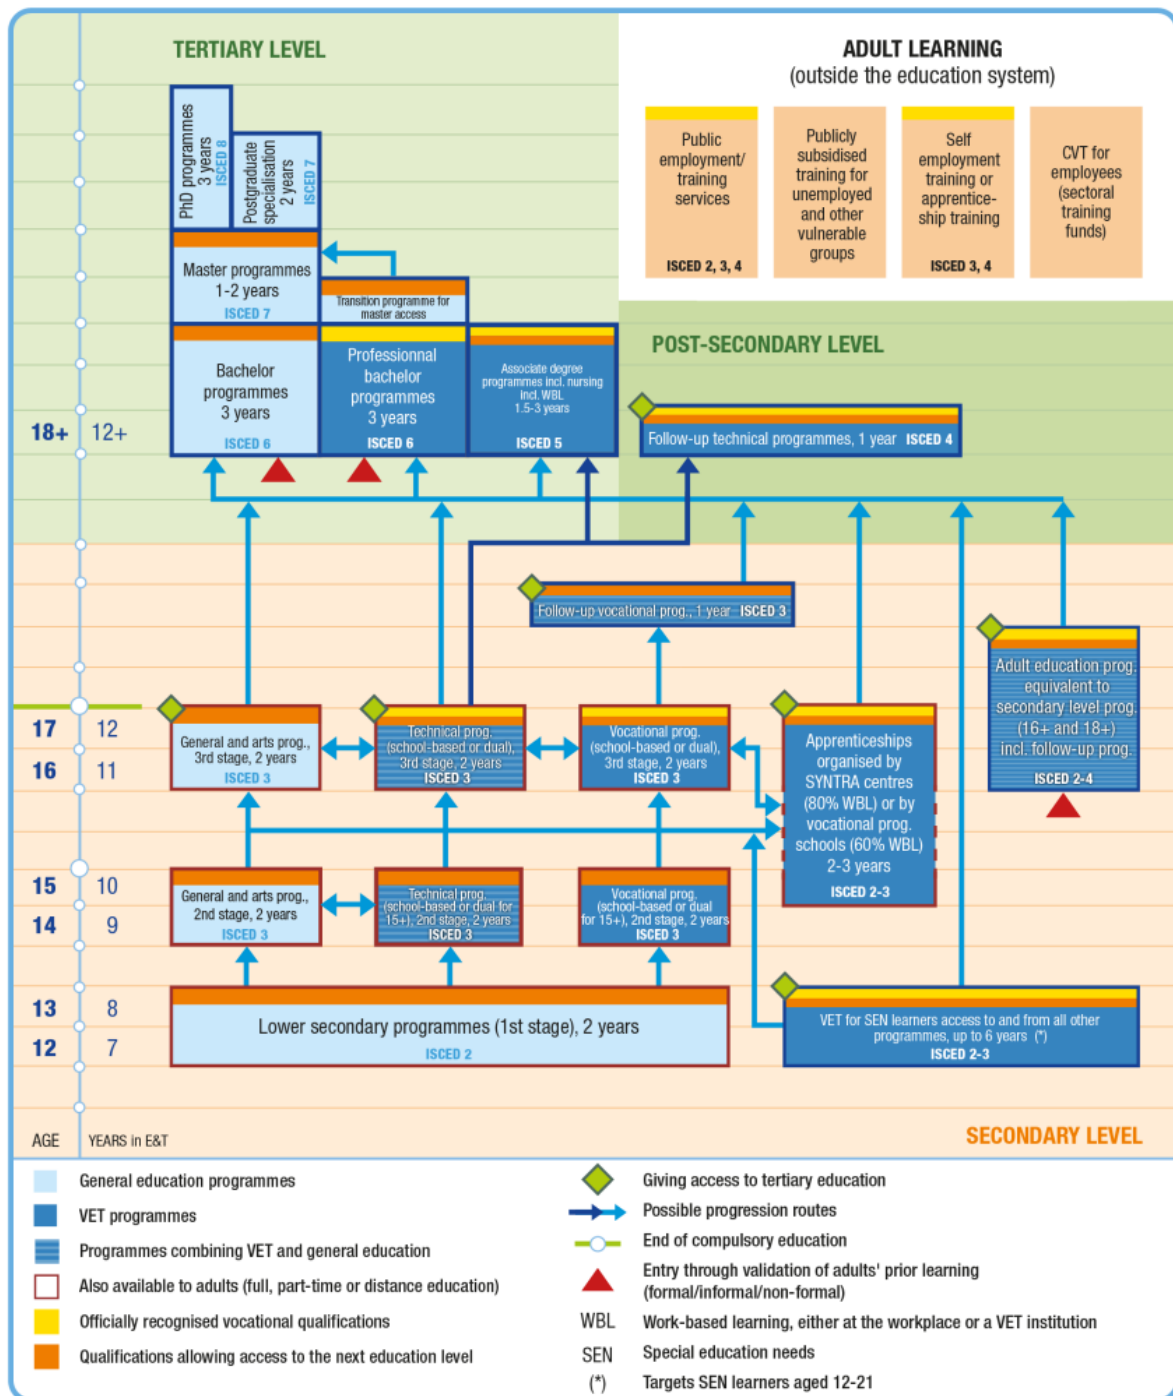 TERTIARY LEVEL
ADULT LEARNING
(outside the education system)
PhD programmes
3 years
ISCED 8
Postgraduate
specialisation
2 years
ISCED 7
Public
employment/
training
services
ISCED 2, 3, 4
Publicly
subsidised
training for
unemployed
and other
vulnerable
groups
Self
employment
training or
apprentice-
ship training
ISCED 3, 4
CVT for
employees
(sectoral
training
funds)
Master programmes
1-2 years
ISCED 7
Transition programme for
master access
POST-SECONDARY LEVEL
Bachelor
programmes
3 years
ISCED 6
Professionnal
bachelor
programmes
3 years
ISCED 6
Associate degree
programmes incl. nursing
incl. WBL
1.5-3 years
ISCED 5
18+ 12+
Follow-up technical programmes, 1 year ISCED 4
Follow-up vocational prog., 1 year ISCED 3
Adult education prog.
equivalent to
secondary level prog.
(16+ and 18+)
incl. follow-up prog.
ISCED 2-4
17 12
16 11
General and arts prog.,
3rd stage, 2 years
ISCED 3
Technical prog.
(school-based or dual),
3rd stage, 2 years
ISCED 3
Vocational prog.
(school-based or dual),
3rd stage, 2 years
ISCED 3
Apprenticeships
organised by
SYNTRA centres
(80% WBL) or by
vocational prog.
schools (60% WBL)
2-3 years
ISCED 2-3
15 10
14 9
General and arts prog.,
2nd stage, 2 years
ISCED 3
Technical prog.
(school-based or dual for
15+), 2nd stage, 2 years
ISCED 3
Vocational prog.
(school-based or dual
for 15+), 2nd stage, 2 years
ISCED 3
13 8
12 7
Lower secondary programmes (1st stage), 2 years
ISCED 2
VET for SEN learners access to and from all other
programmes, up to 6 years (*)
ISCED 2-3
AGE YEARS in E&T
SECONDARY LEVEL
General education programmes
VET programmes
Programmes combining VET and general education
Also available to adults (full, part-time or distance education)
Officially recognised vocational qualifications
Qualifications allowing access to the next education level
Giving access to tertiary education
Possible progression routes
End of compulsory education
Entry through validation of adults' prior learning
(formal/informal/non-formal)
WBL Work-based learning, either at the workplace or a VET institution
SEN Special education needs
(*) Targets SEN learners aged 12-21